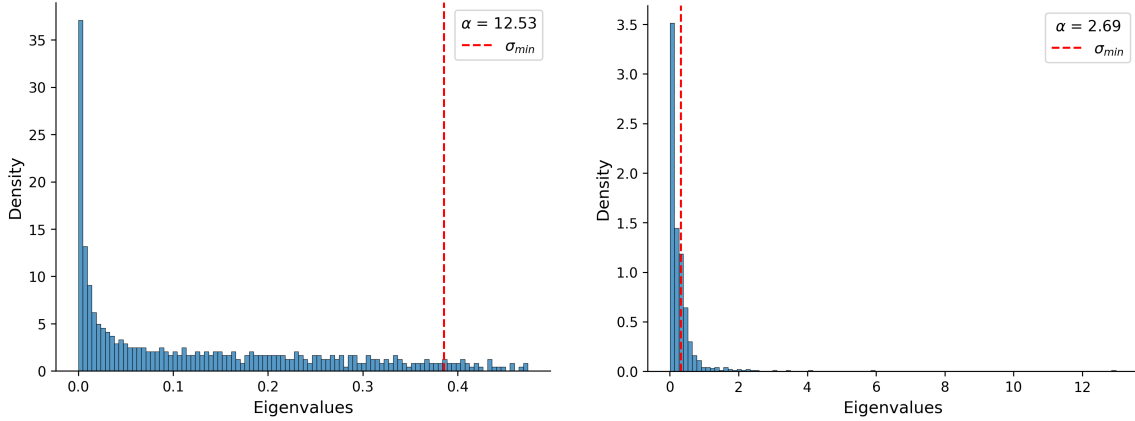 α = 12.53
σmin
35
30
25
20
15
10
5
0
Density
0.0 0.1 0.2 0.3 0.4
Eigenvalues
α = 2.69
σmin
3.5
3.0
2.5
2.0
1.5
1.0
0.5
0.0
Density
0 2 4 6 8 10 12
Eigenvalues